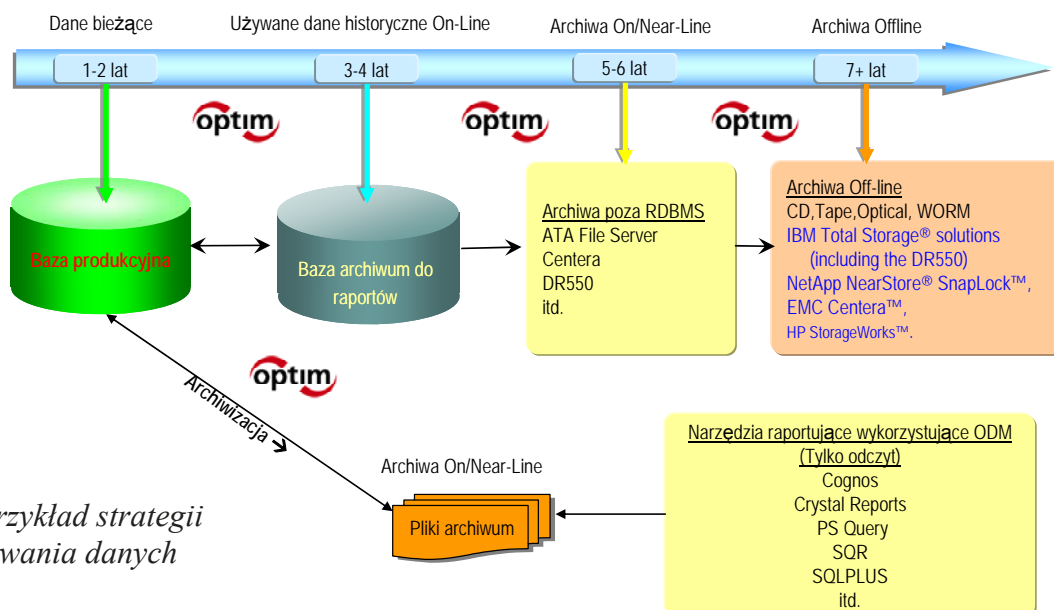 Dane bieżące
Używane dane historyczne On-Line
Archiwa On/Near-Line
Archiwa Offline
1-2 lat
3-4 lat
5-6 lat
7+ lat
optim
optim
optim
Baza produkcyjna
Baza archiwum do
raportów
Archiwa poza RDBMS
ATA File Server
Centera
DR550
itd.
Archiwa Off-line
CD,Tape,Optical, WORM
IBM Total Storage® solutions
(including the DR550)
NetApp NearStore® SnapLock™,
EMC Centera™,
HP StorageWorks™.
optim
Archiwizacja ➔
Archiwa On/Near-Line
Pliki archiwum
Narzędzia raportujące wykorzystujące ODM
(Tylko odczyt)
Cognos
Crystal Reports
PS Query
SQR
SQLPLUS
itd.
rzykład strategii
wania danych